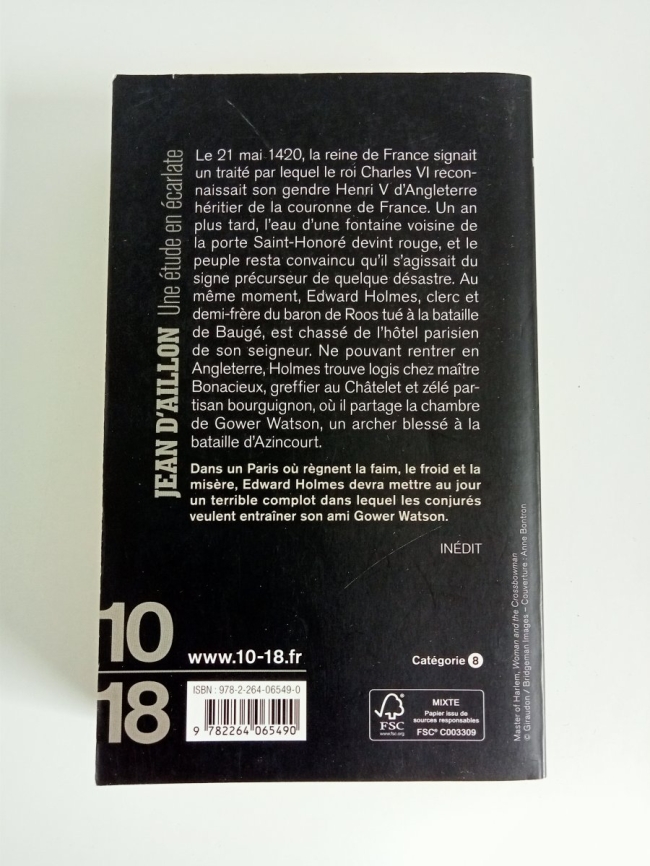 JEAN D'AILLON Une étude en écarlate
Le 21 mai 1420, la reine de France signait
un traité par lequel le roi Charles VI recon-
naissait son gendre Henri V d'Angleterre
héritier de la couronne de France. Un an
plus tard, l'eau d'une fontaine voisine de
la porte Saint-Honoré devint rouge, et le
peuple resta convaincu qu'il s'agissait du
signe précurseur de quelque désastre. Au
même moment, Edward Holmes, clerc et
demi-frère du baron de Roos tué à la bataille
de Baugé, est chassé de l'hôtel parisien
de son seigneur. Ne pouvant rentrer en
Angleterre, Holmes trouve logis chez maître
Bonacieux, greffier au Châtelet et zélé par-
tisan bourguignon, où il partage la chambre
de Gower Watson, un archer blessé à la
bataille d'Azincourt.
Dans un Paris où règnent la faim, le froid et la
misère, Edward Holmes devra mettre au jour
un terrible complot dans lequel les conjurés
veulent entraîner son ami Gower Watson.
INÉDIT
Master of Harlem, Woman and the Crossbowman
© Giraudon / Bridgeman Images – Couverture : Anne Bontron
10
18
www.10-18.fr
Catégorie 8
ISBN : 978-2-264-06549-0
9 782264 065490
FSC
www.fsc.org
MIXTE
Papier issu de
sources responsables
FSC® C003309